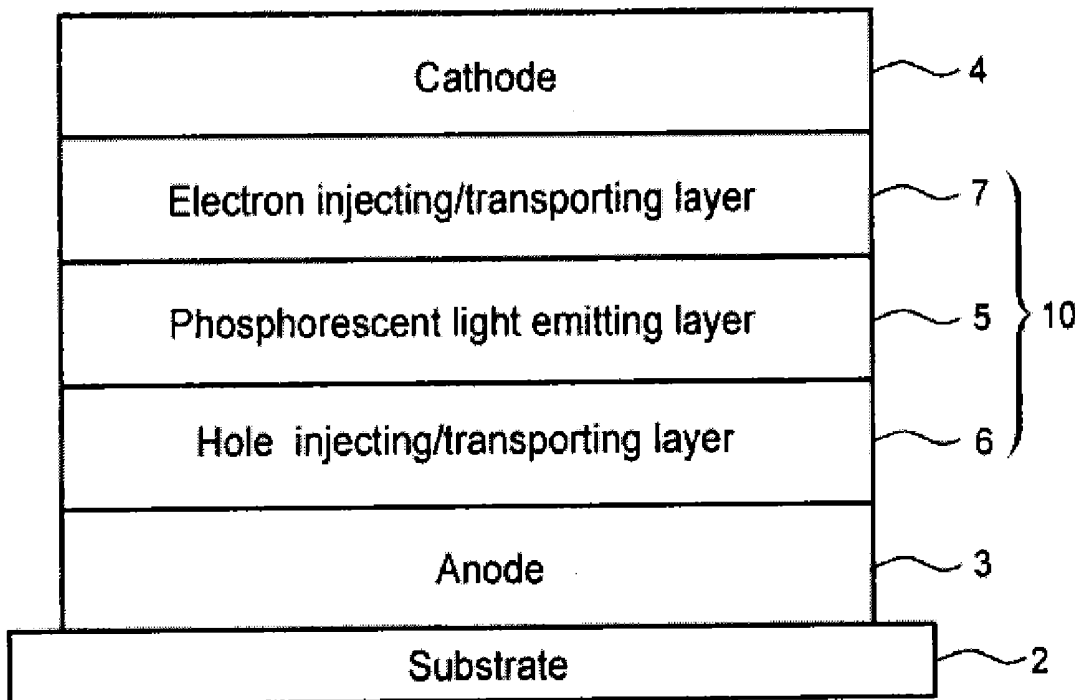 Cathode 4
Electron injecting/transporting layer 7
Phosphorescent light emitting layer 5 10
Hole injecting/transporting layer 6
Anode 3
Substrate 2